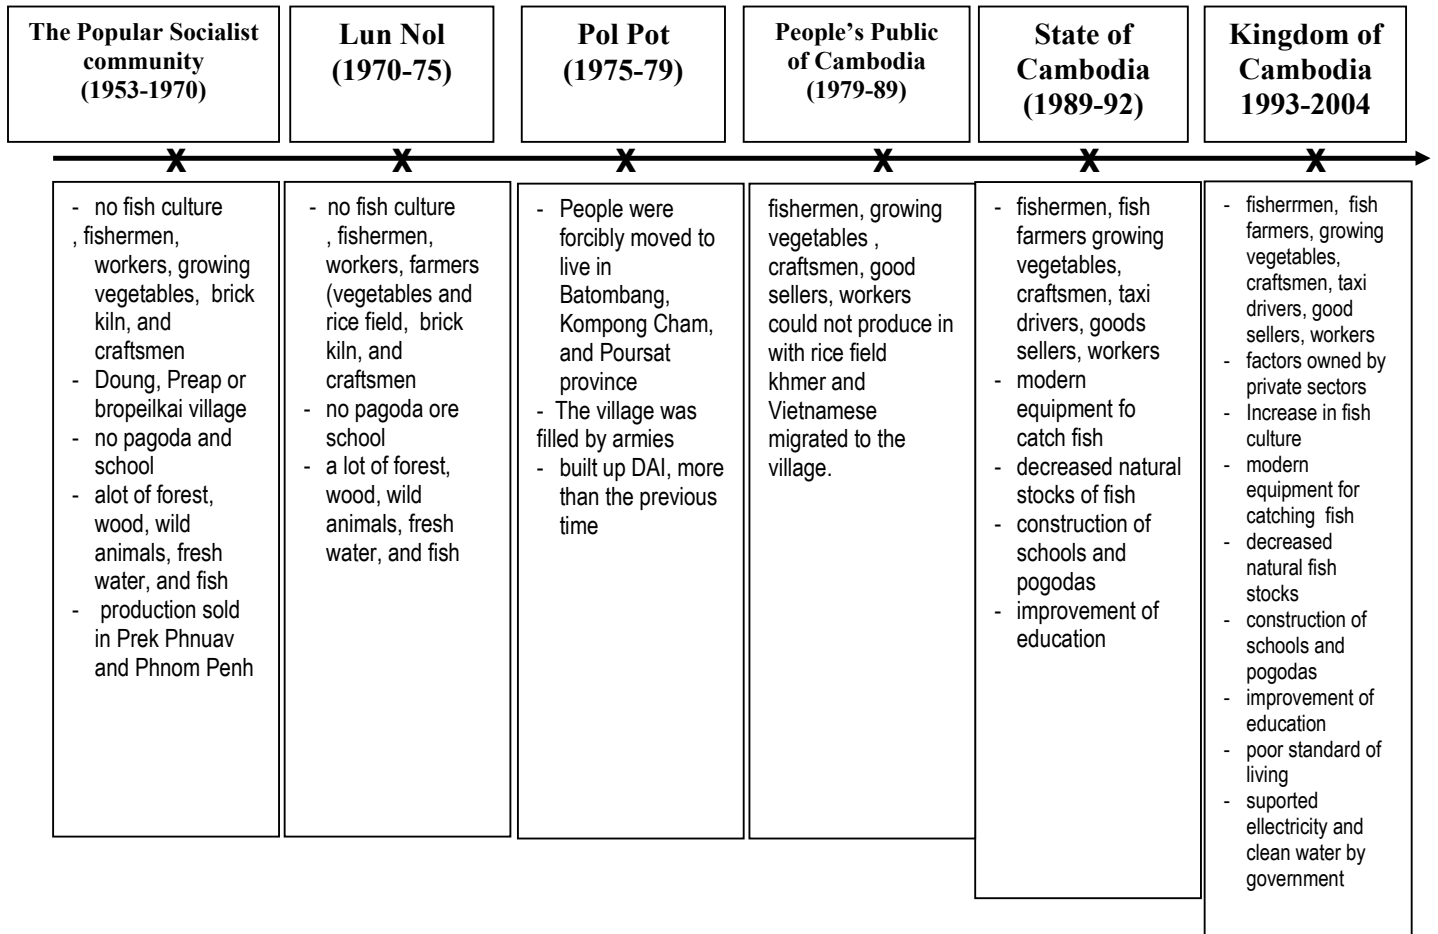 The Popular Socialist
community
(1953-1970)
Lun Nol
(1970-75)
Pol Pot
(1975-79)
People's Public
of Cambodia
(1979-89)
State of
Cambodia
(1989-92)
Kingdom of
Cambodia
1993-2004
X X X X X X
- no fish culture
, fishermen,
workers, growing
vegetables, brick
kiln, and
craftsmen
- Doung, Preap or
bropeilkai village
- no pagoda and
school
- alot of forest,
wood, wild
animals, fresh
water, and fish
- production sold
in Prek Phnuav
and Phnom Penh
- no fish culture
, fishermen,
workers, farmers
(vegetables and
rice field, brick
kiln, and
craftsmen
- no pagoda ore
school
- a lot of forest,
wood, wild
animals, fresh
water, and fish
- People were
forcibly moved to
live in
Batombang,
Kompong Cham,
and Poursat
province
- The village was
filled by armies
- built up DAI, more
than the previous
time
fishermen, growing
vegetables ,
craftsmen, good
sellers, workers
could not produce in
with rice field
khmer and
Vietnamese
migrated to the
village.
- fishermen, fish
farmers growing
vegetables,
craftsmen, taxi
drivers, goods
sellers, workers
- modern
equipment fo
catch fish
- decreased natural
stocks of fish
- construction of
schools and
pogodas
- improvement of
education
- fisherrmen, fish
farmers, growing
vegetables,
craftsmen, taxi
drivers, good
sellers, workers
- factors owned by
private sectors
- Increase in fish
culture
- modern
equipment for
catching fish
- decreased
natural fish
stocks
- construction of
schools and
pogodas
- improvement of
education
- poor standard of
living
- suported
ellectricity and
clean water by
government